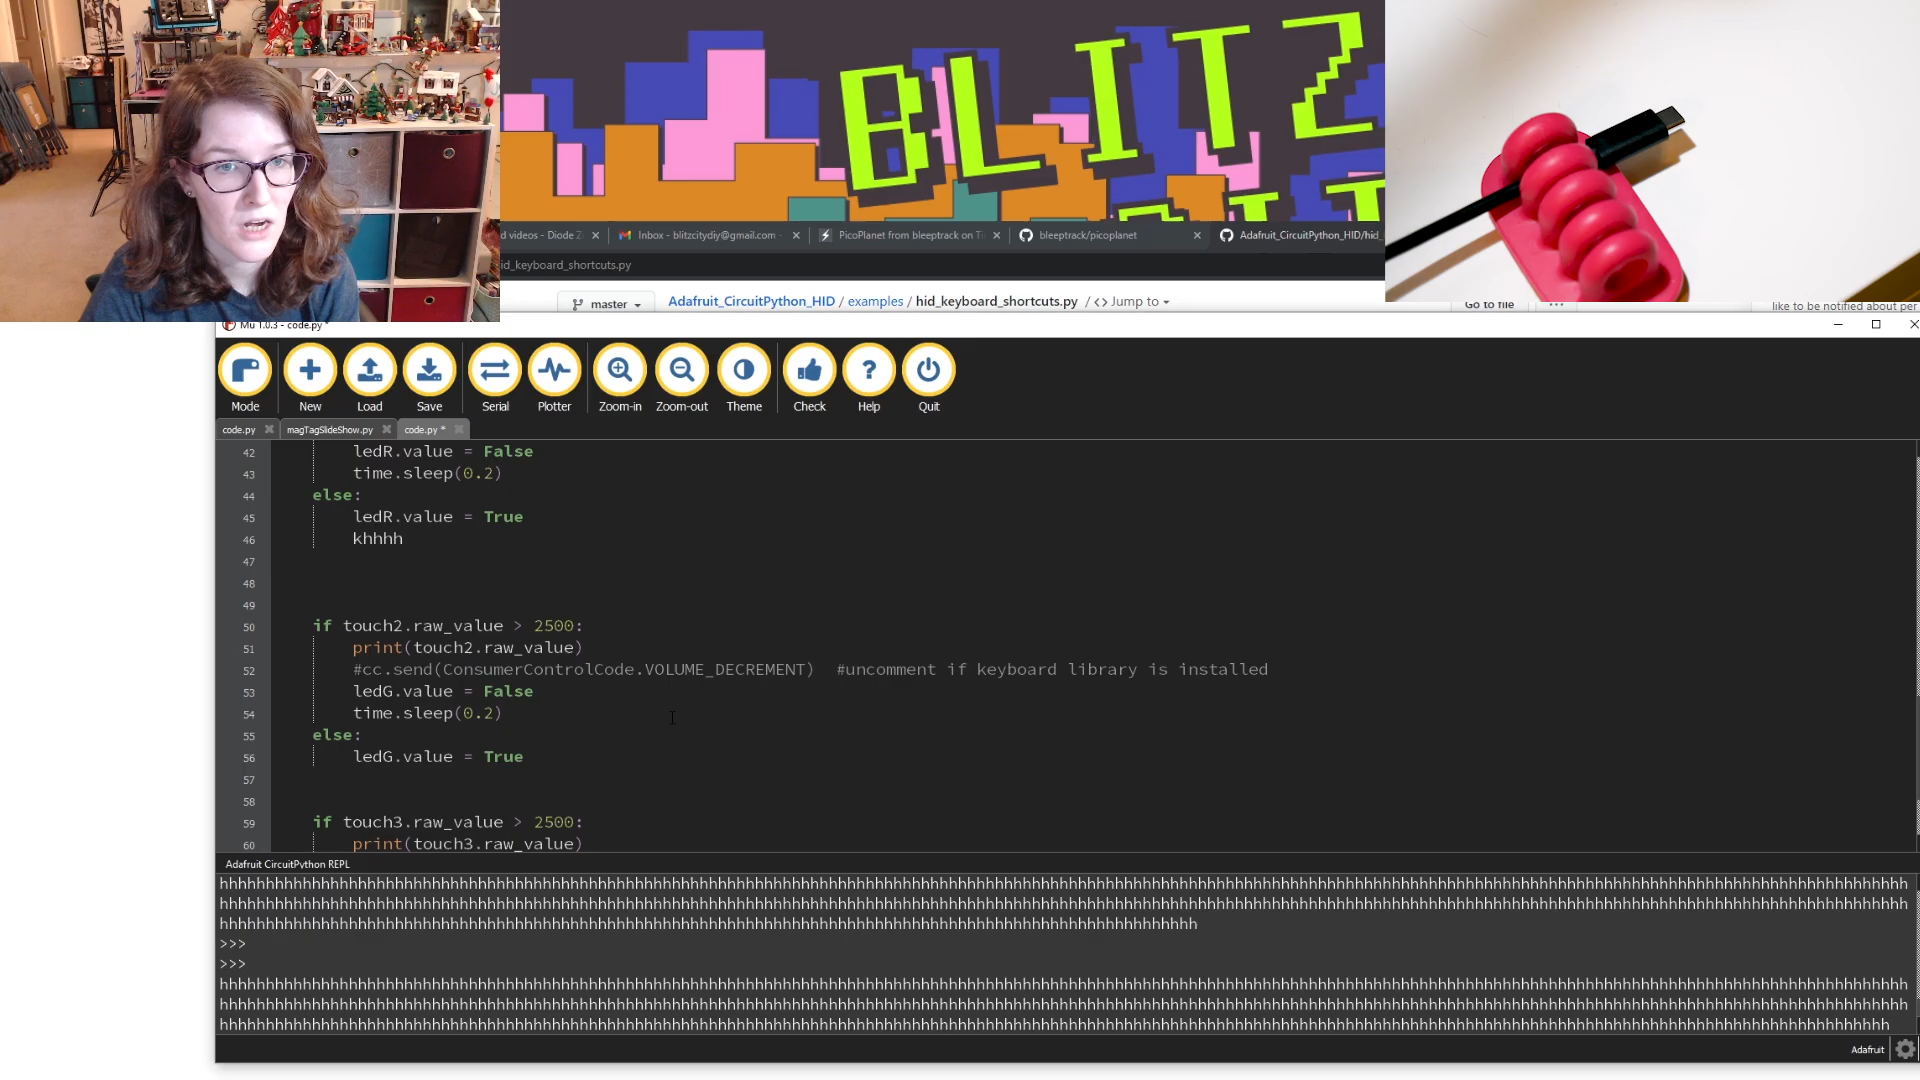 BLITZ
d videos - Diode Z
Inbox - blitzcitydiy@gmail.com -
PicoPlanet from bleeptrack on Ti
bleeptrack/picoplanet
Adafruit_CircuitPython_HID/hid_
id_keyboard_shortcuts.py
master
Adafruit_CircuitPython_HID / examples / hid_keyboard_shortcuts.py / <> Jump to
Go to file
like to be notified about per
Mu 1.0.3 - code.py *
Mode
New
Load
Save
Serial
Plotter
Zoom-in
Zoom-out
Theme
Check
?
Help
Quit
code.py
magTagSlideShow.py
code.py *
42 ledR.value = False
43 time.sleep(0.2)
44 else:
45 ledR.value = True
46 khhhh
47
48
49
50 if touch2.raw_value > 2500:
51 print(touch2.raw_value)
52 #cc.send(ConsumerControlCode.VOLUME_DECREMENT)  #uncomment if keyboard library is installed
53 ledG.value = False
54 time.sleep(0.2)
55 else:
56 ledG.value = True
57
58
59 if touch3.raw_value > 2500:
60 print(touch3.raw_value)
Adafruit CircuitPython REPL
>>>
>>>
Adafruit